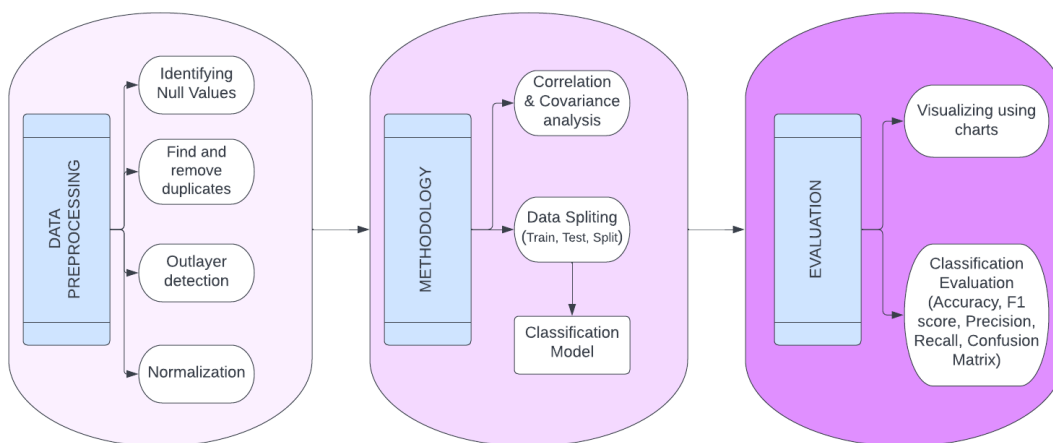 DATA
PREPROCESSING
Identifying
Null Values
Find and
remove
duplicates
Outlayer
detection
Normalization
METHODOLOGY
Correlation
& Covariance
analysis
Data Spliting
(Train, Test, Split)
Classification
Model
EVALUATION
Visualizing using
charts
Classification
Evaluation
(Accuracy, F1
score, Precision,
Recall, Confusion
Matrix)